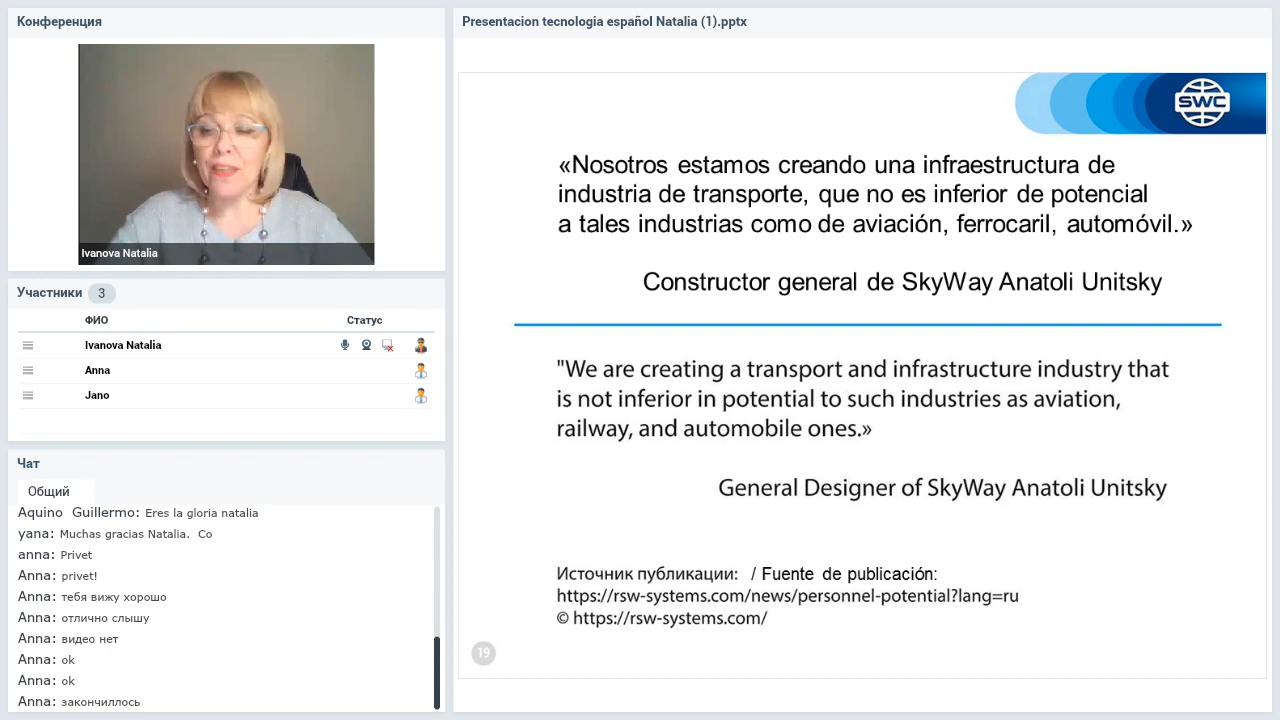 Конференция
Ivanova Natalia
Участники 3
ФИО Статус
Ivanova Natalia
Anna
Jano
Чат
Общий
Aquino Guillermo: Eres la gloria natalia
yana: Muchas gracias Natalia. Co
anna: Privet
Anna: privet!
Anna: тебя вижу хорошо
Anna: отлично слышу
Anna: видео нет
Anna: ok
Anna: ok
Anna: закончиллось
Presentacion tecnologia español Natalia (1).pptx
SWC
«Nosotros estamos creando una infraestructura de
industria de transporte, que no es inferior de potencial
a tales industrias como de aviación, ferrocaril, automóvil.»
Constructor general de SkyWay Anatoli Unitsky
"We are creating a transport and infrastructure industry that
is not inferior in potential to such industries as aviation,
railway, and automobile ones.»
General Designer of SkyWay Anatoli Unitsky
Источник публикации: / Fuente de publicación:
https://rsw-systems.com/news/personnel-potential?lang=ru
© https://rsw-systems.com/
19